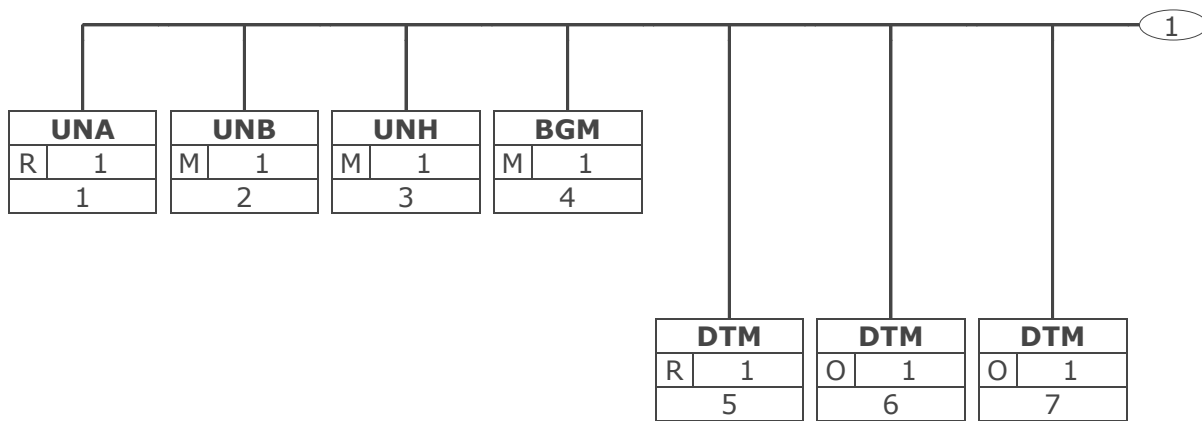 1
UNA UNB UNH BGM
R 1 M 1 M 1 M 1
1 2 3 4
DTM DTM DTM
R 1 O 1 O 1
5 6 7